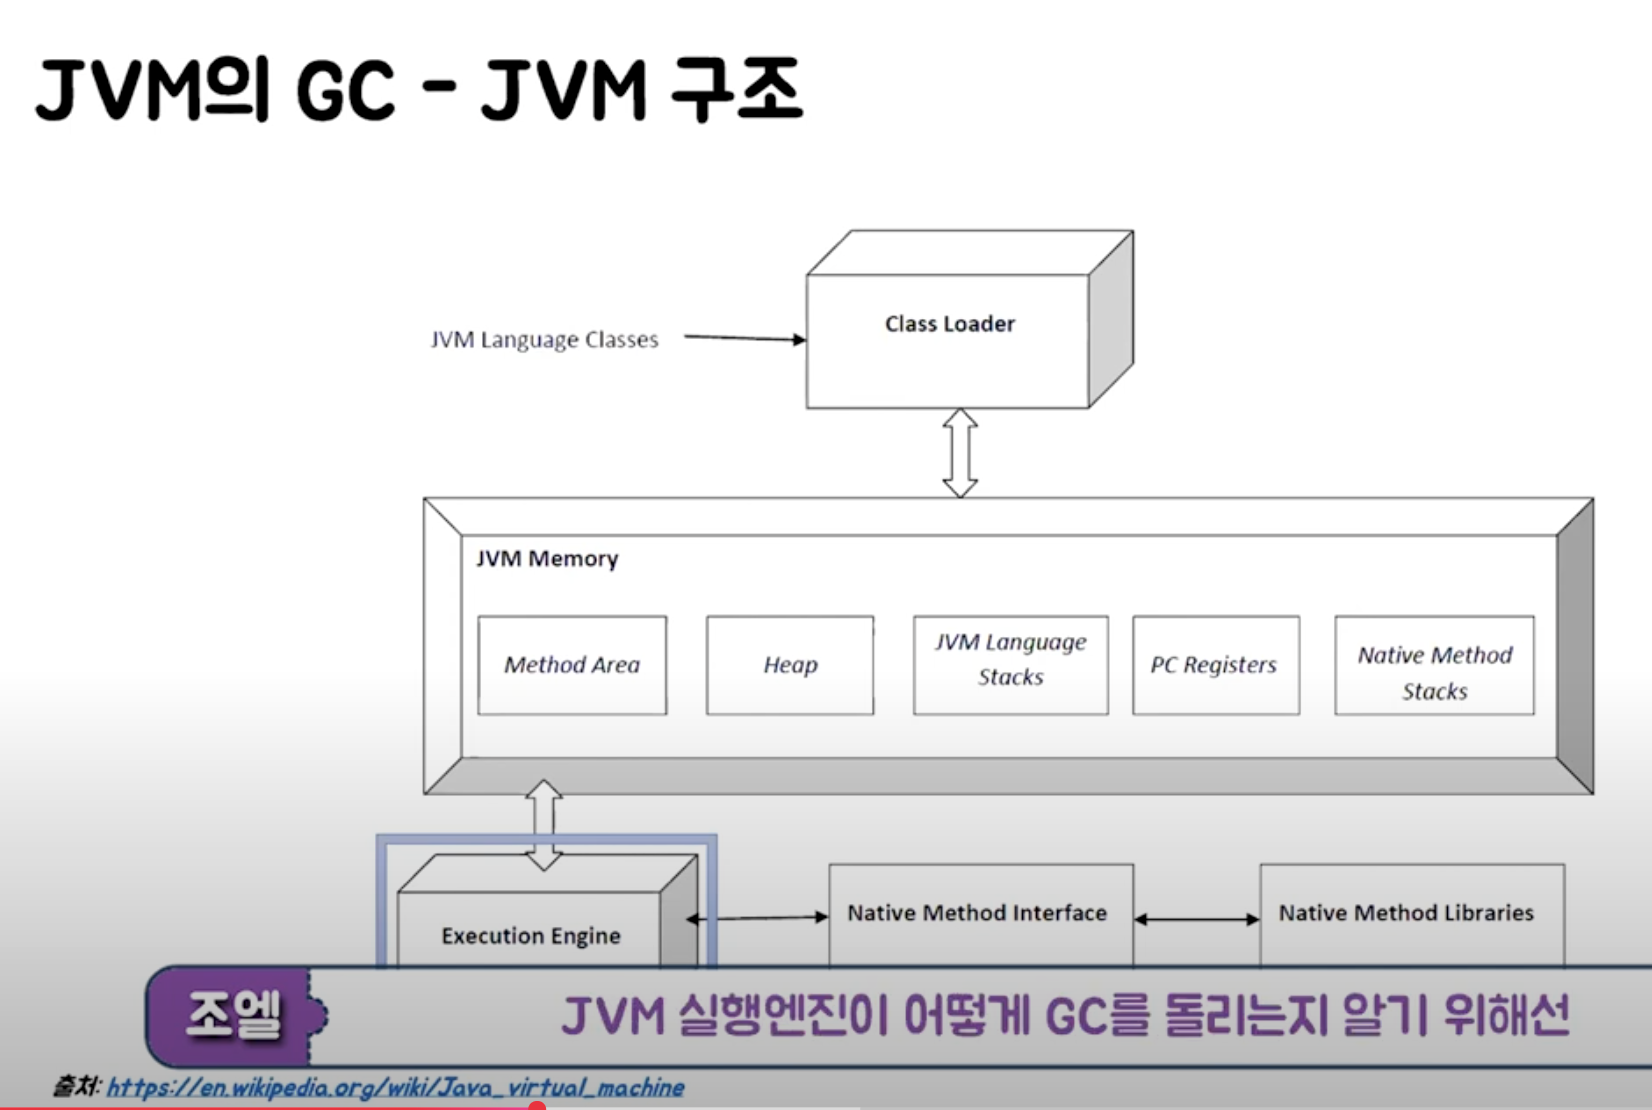 JVM의 GC - JVM 구조
JVM Language Classes
Class Loader
JVM Memory
Method Area
Heap
JVM Language
Stacks
PC Registers
Native Method
Stacks
Execution Engine
Native Method Interface
Native Method Libraries
조엘
JVM 실행엔진이 어떻게 GC를 돌리는지 알기 위해선
출처: https://en.wikipedia.org/wiki/Java_virtual_machine